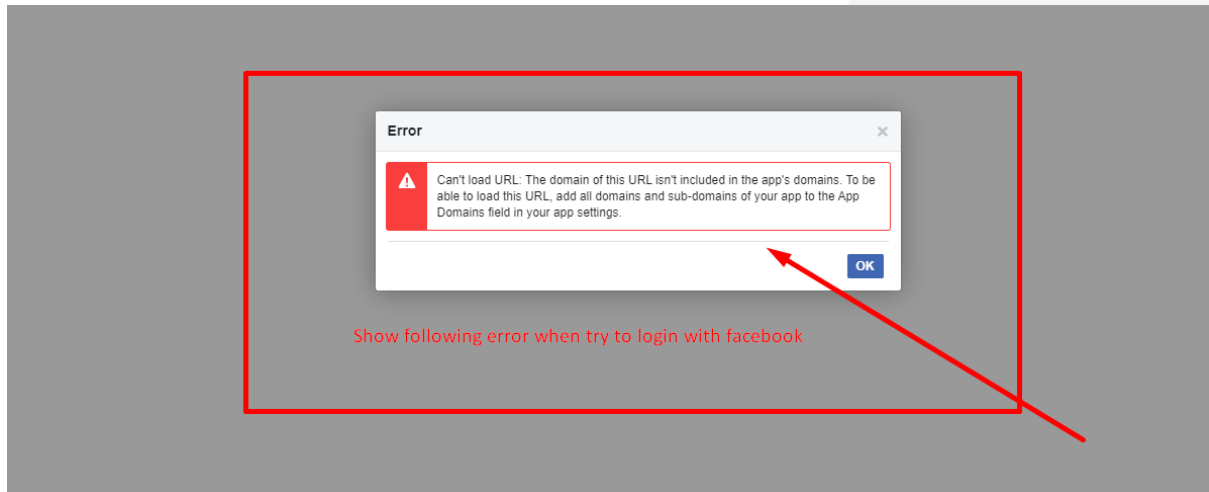 Error
Can't load URL: The domain of this URL isn't included in the app's domains. To be
able to load this URL, add all domains and sub-domains of your app to the App
Domains field in your app settings.
OK
Show following error when try to login with facebook